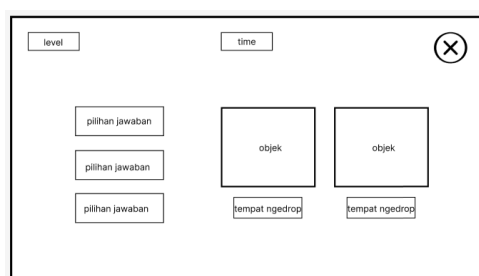 level
time
pilihan jawaban
pilihan jawaban
pilihan jawaban
objek
objek
tempat ngedrop
tempat ngedrop